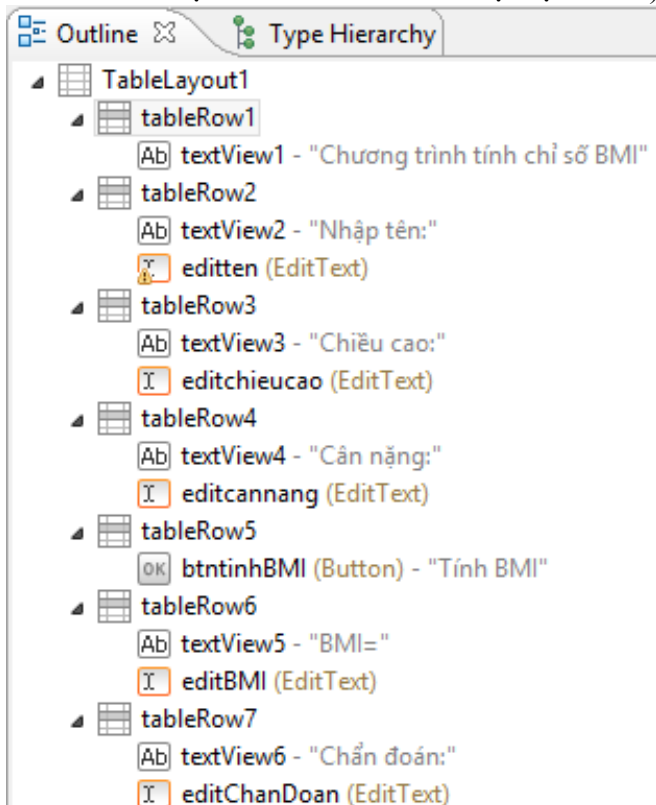 Outline Type Hierarchy
TableLayout1
tableRow1
Ab textView1 - "Chương trình tính chỉ số BMI"
tableRow2
Ab textView2 - "Nhập tên:"
editten (EditText)
tableRow3
Ab textView3 - "Chiều cao:"
editchieucao (EditText)
tableRow4
Ab textView4 - "Cân nặng:"
editcannang (EditText)
tableRow5
OK btntinhBMI (Button) - "Tính BMI"
tableRow6
Ab textView5 - "BMI="
editBMI (EditText)
tableRow7
Ab textView6 - "Chẩn đoán:"
editChanDoan (EditText)